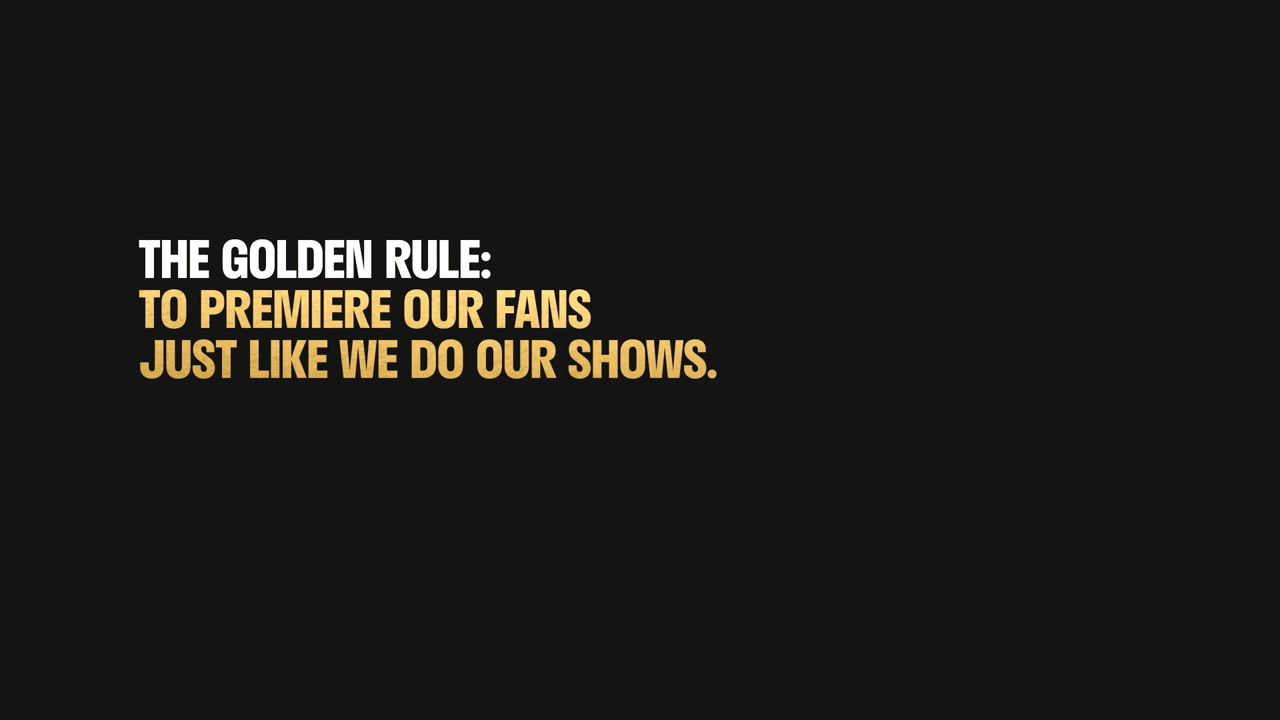 THE GOLDEN RULE:
TO PREMIERE OUR FANS
JUST LIKE WE DO OUR SHOWS.